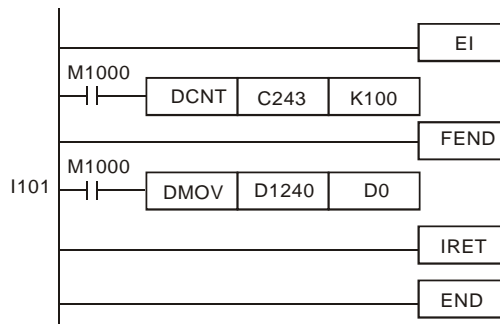 EI
M1000
DCNT C243 K100
FEND
M1000
I101
DMOV D1240 D0
IRET
END